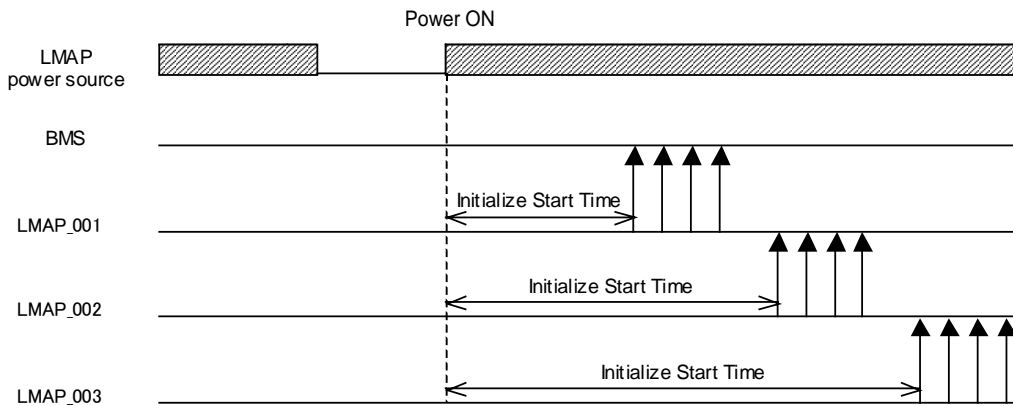 Power ON
LMAP
power source
BMS
Initialize Start Time
LMAP_001
Initialize Start Time
LMAP_002
Initialize Start Time
LMAP_003